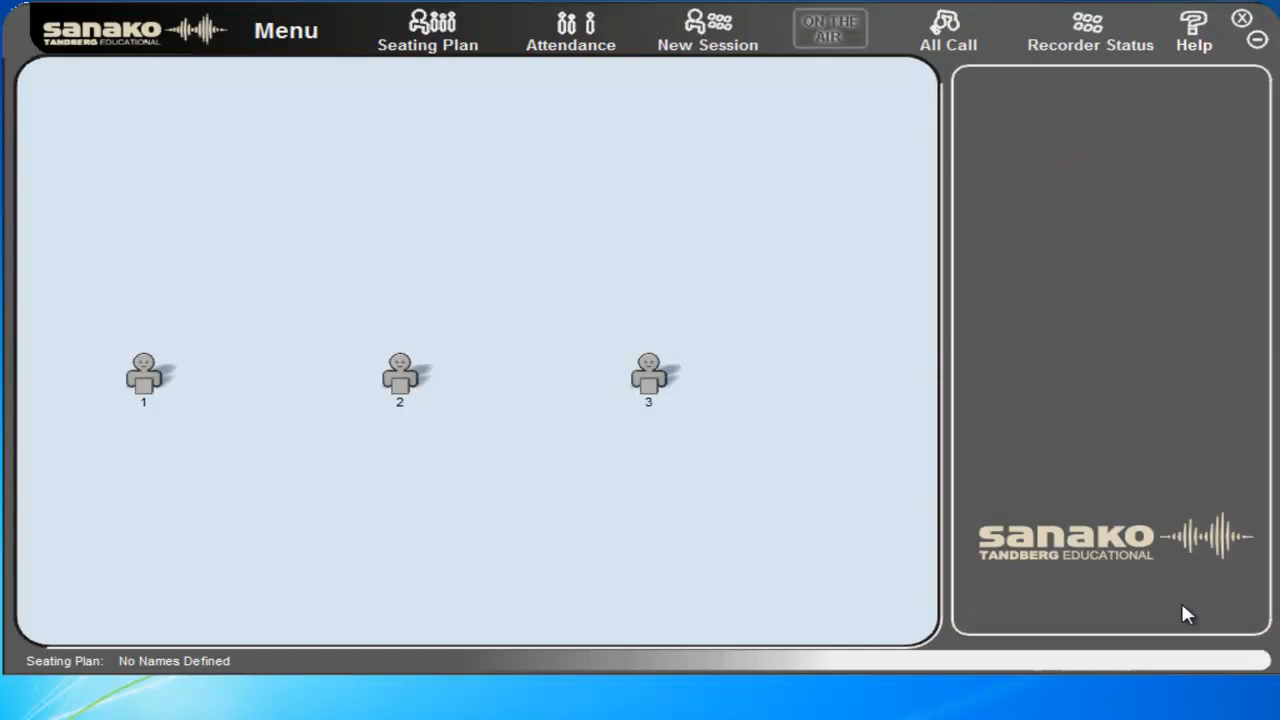 sanako
TANDBERG EDUCATIONAL
Menu
Seating Plan
Attendance
New Session
ON THE
AIR
All Call
Recorder Status
Help
1
2
3
sanako
TANDBERG EDUCATIONAL
Seating Plan: No Names Defined